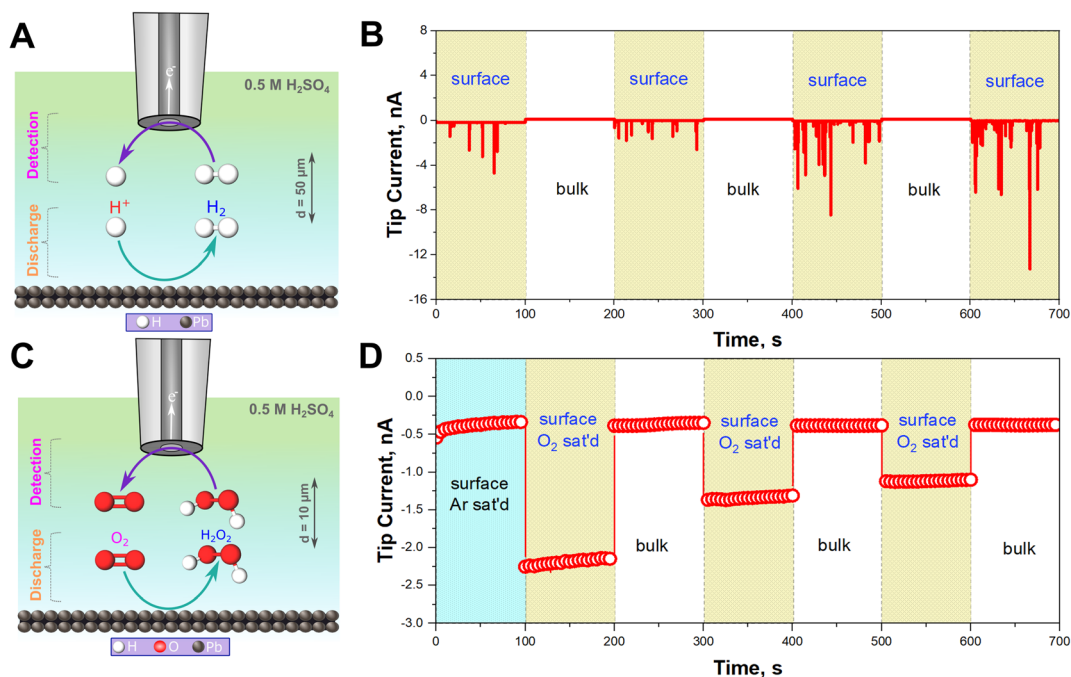 A
0.5 M H₂SO₄
e⁻
Detection
H⁺
H₂
d = 50 µm
Discharge
H
Pb
B
8
4
0
-4
-8
-12
-16
Tip Current, nA
surface
bulk
surface
bulk
surface
bulk
surface
0
100
200
300
400
500
600
700
Time, s
C
0.5 M H₂SO₄
e⁻
Detection
O₂
H₂O₂
d = 10 µm
Discharge
H
O
Pb
D
0.5
0.0
-0.5
-1.0
-1.5
-2.0
-2.5
-3.0
Tip Current, nA
surface
Ar sat'd
surface
O₂ sat'd
bulk
surface
O₂ sat'd
bulk
surface
O₂ sat'd
bulk
0
100
200
300
400
500
600
700
Time, s